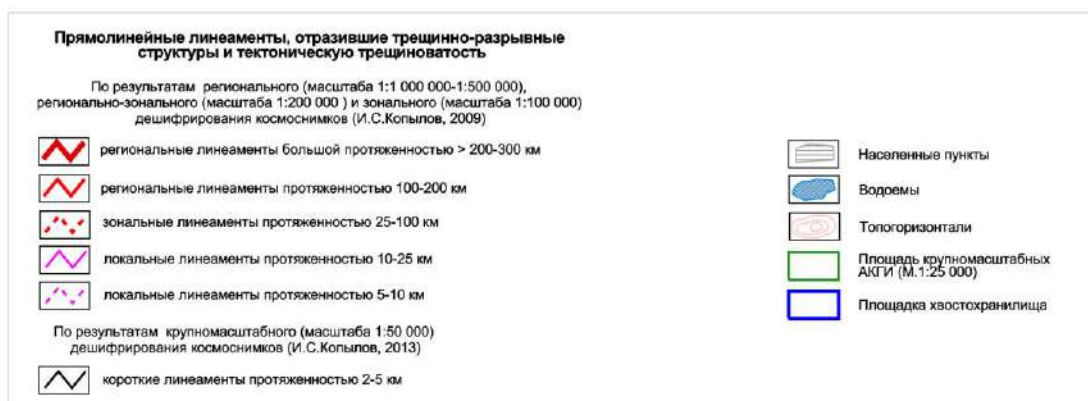 Прямолинейные линеаменты, отразившие трещинно-разрывные
структуры и тектоническую трещиноватость
По результатам регионального (масштаба 1:1 000 000-1:500 000),
регионально-зонального (масштаба 1:200 000 ) и зонального (масштаба 1:100 000)
дешифрирования космоснимков (И.С.Копылов, 2009)
региональные линеаменты большой протяженностью > 200-300 км
региональные линеаменты протяженностью 100-200 км
зональные линеаменты протяженностью 25-100 км
локальные линеаменты протяженностью 10-25 км
локальные линеаменты протяженностью 5-10 км
По результатам крупномасштабного (масштаба 1:50 000)
дешифрирования космоснимков (И.С.Копылов, 2013)
короткие линеаменты протяженностью 2-5 км
Населенные пункты
Водоемы
Топогоризонтали
Площадь крупномасштабных
АКГИ (М.1:25 000)
Площадка хвостохранилища